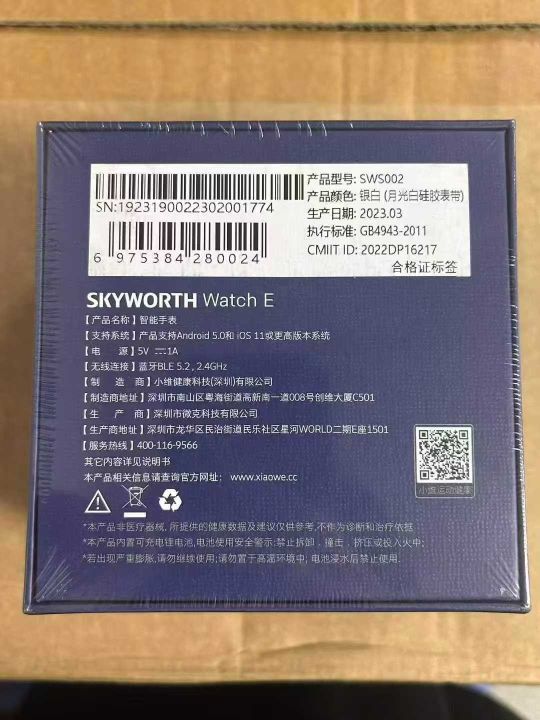 产品型号: SWS002
产品颜色: 银白 (月光白硅胶表带)
SN:1923190022302001774
生产日期: 2023.03
执行标准: GB4943-2011
CMIIT ID: 2022DP16217
6 975384 280024
合格证标签
SKYWORTH Watch E
【产品名称】智能手表
【支持系统】产品支持Android 5.0和 iOS 11或更高版本系统
【电 源】5V ⎓1A
【无线连接】蓝牙BLE 5.2 , 2.4GHz
【制 造 商】小维健康科技(深圳)有限公司
【制造商地址】深圳市南山区粤海街道高新南一道008号创维大厦C501
【生 产 商】深圳市微克科技有限公司
【生产商地址】深圳市龙华区民治街道民乐社区星河WORLD二期E座1501
【服务热线】400-116-9566
其它内容详见说明书
本产品相关信息请查询官方网址: www.xiaowe.cc
小维运动健康
*本产品非医疗器械, 所提供的健康数据及建议仅供参考,不作为诊断和治疗依据
*本产品内置可充电锂电池,电池使用安全警示:禁止拆卸﹑撞击﹑挤压或投入火中;
*若出现严重膨胀,请勿继续使用;请勿置于高温环境中; 电池浸水后禁止使用.